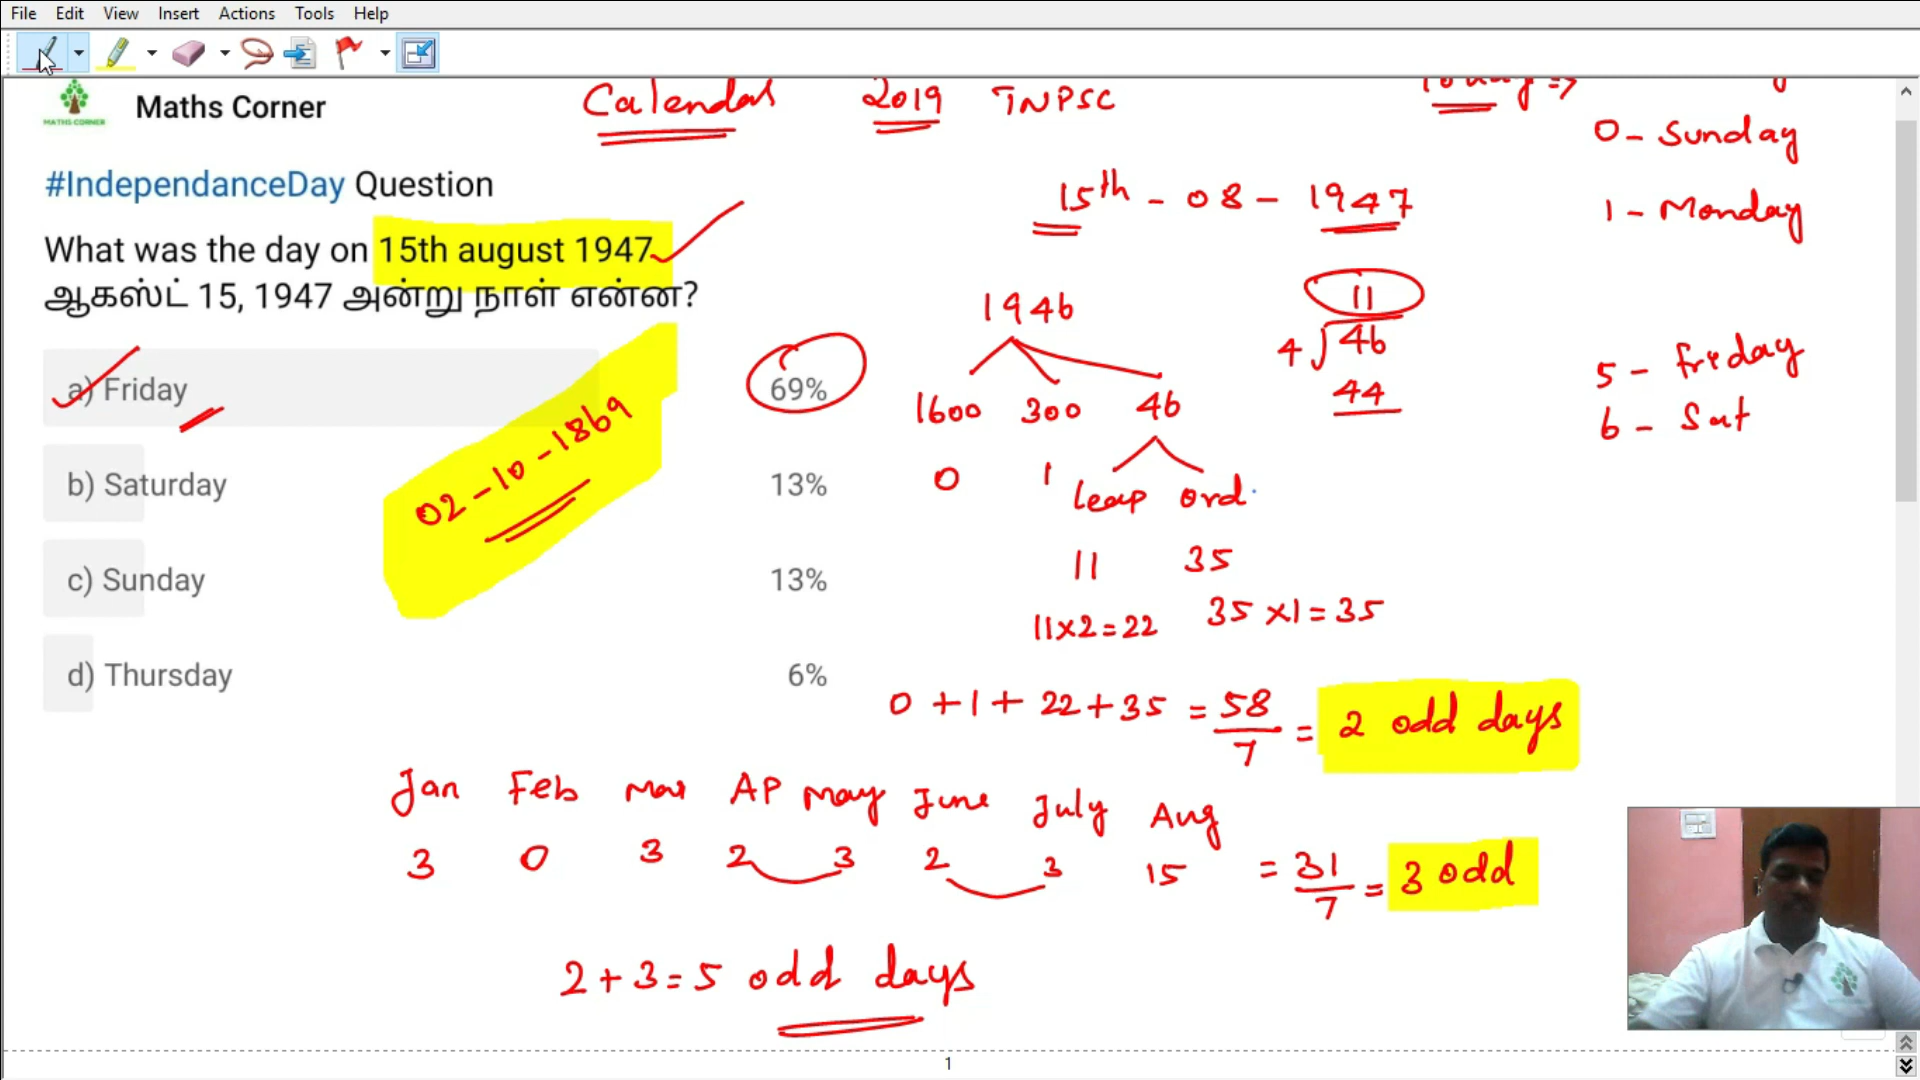 File Edit View Insert Actions Tools Help
MATHS CORNER
Maths Corner
Calendar 2019 TNPSC
#IndependanceDay Question
What was the day on 15th august 1947
ஆகஸ்ட் 15, 1947 அன்று நாள் என்ன?
a) Friday 69%
b) Saturday 13%
c) Sunday 13%
d) Thursday 6%
02-10-1869
15th - 08 - 1947
1946
1600 300 46
0 1
leap ord
11 35
11x2=22 35 x1=35
11
4 46
44
0 - Sunday
1 - Monday
5 - Friday
6 - Sat
0 +1 + 22 + 35 = 58/7 = 2 odd days
Jan Feb Mar AP May June July Aug
3 0 3 2 3 2 3 15 = 31/7 = 3 odd
2 + 3 = 5 odd days
1